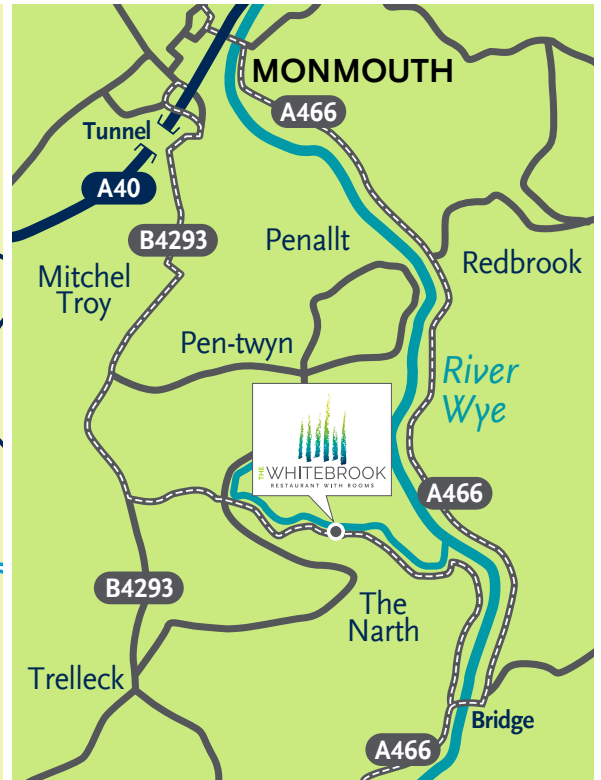 MONMOUTH
A466
Tunnel
A40
B4293
Penallt
Redbrook
Mitchel
Troy
Pen-twyn
River
Wye
THE WHITEBROOK
RESTAURANT WITH ROOMS
A466
B4293
The
Narth
Trelleck
Bridge
A466